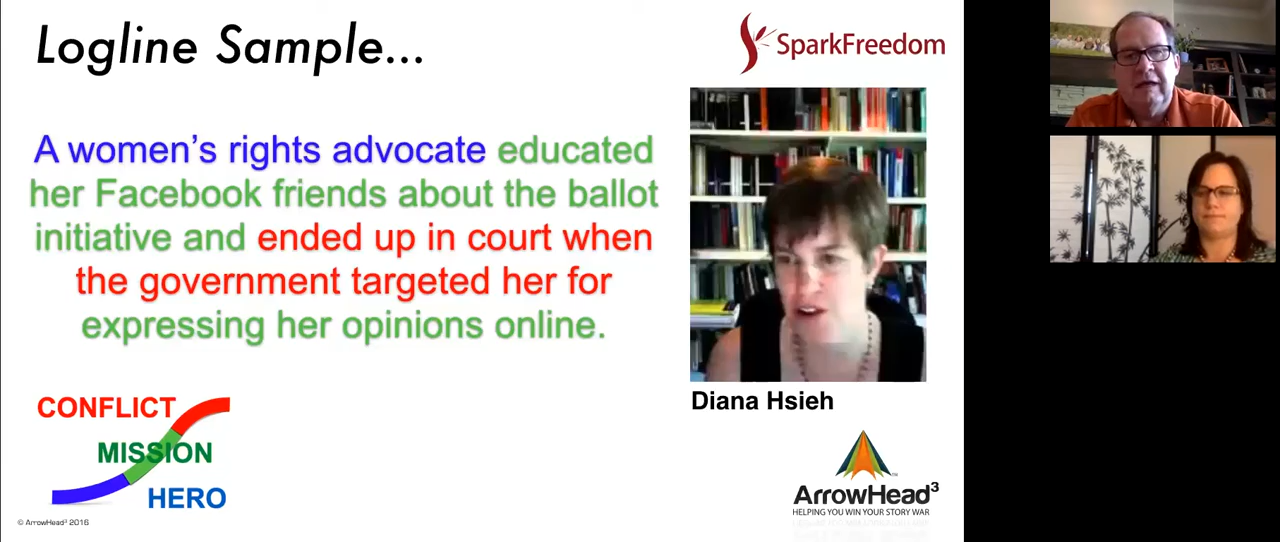 Logline Sample...
SparkFreedom
A women's rights advocate educated
her Facebook friends about the ballot
initiative and ended up in court when
the government targeted her for
expressing her opinions online.
Diana Hsieh
CONFLICT
MISSION
HERO
ArrowHead³
HELPING YOU WIN YOUR STORY WAR
© ArrowHead³ 2016